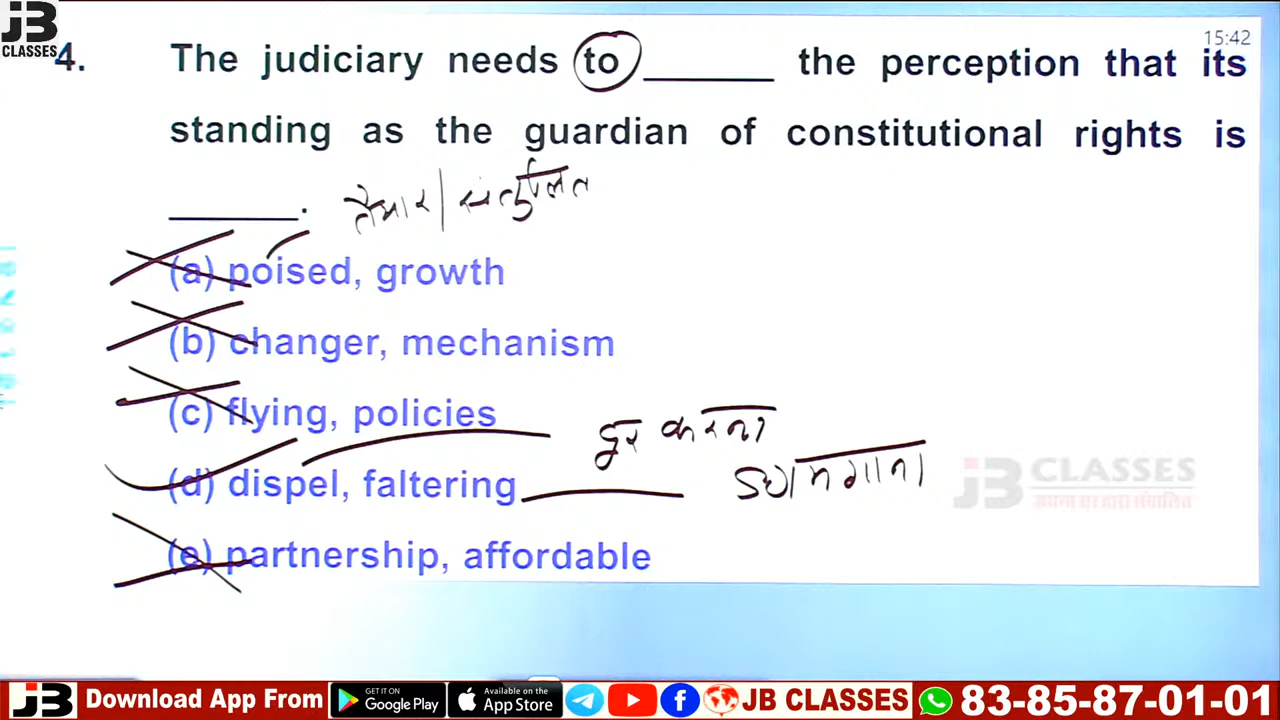 JB
CLASSES
15:42
4. The judiciary needs to ______ the perception that its
standing as the guardian of constitutional rights is
______.
तैयार | संतुलित
(a) poised, growth
(b) changer, mechanism
(c) flying, policies
दूर करना
(d) dispel, faltering
डगमगाना
JB CLASSES
(e) partnership, affordable
JB Download App From GET IT ON Google Play Available on the App Store JB CLASSES 83-85-87-01-01